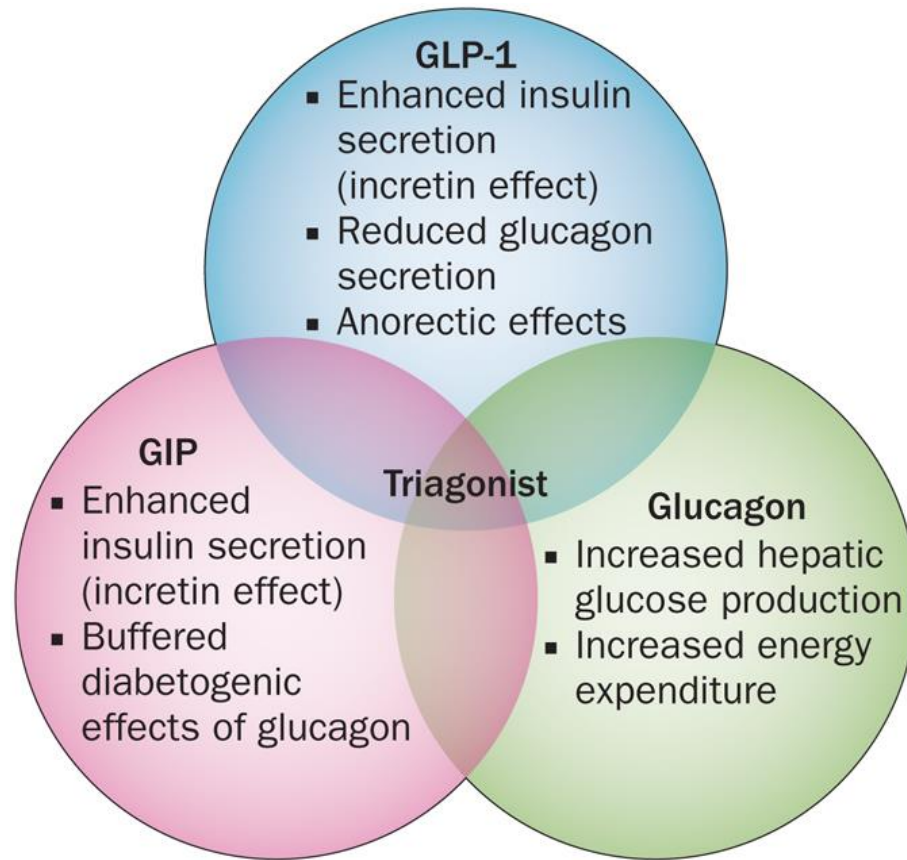 GLP-1
▪ Enhanced insulin
secretion
(incretin effect)
▪ Reduced glucagon
secretion
▪ Anorectic effects
GIP
▪ Enhanced
insulin secretion
(incretin effect)
▪ Buffered
diabetogenic
effects of glucagon
Triagonist
Glucagon
▪ Increased hepatic
glucose production
▪ Increased energy
expenditure